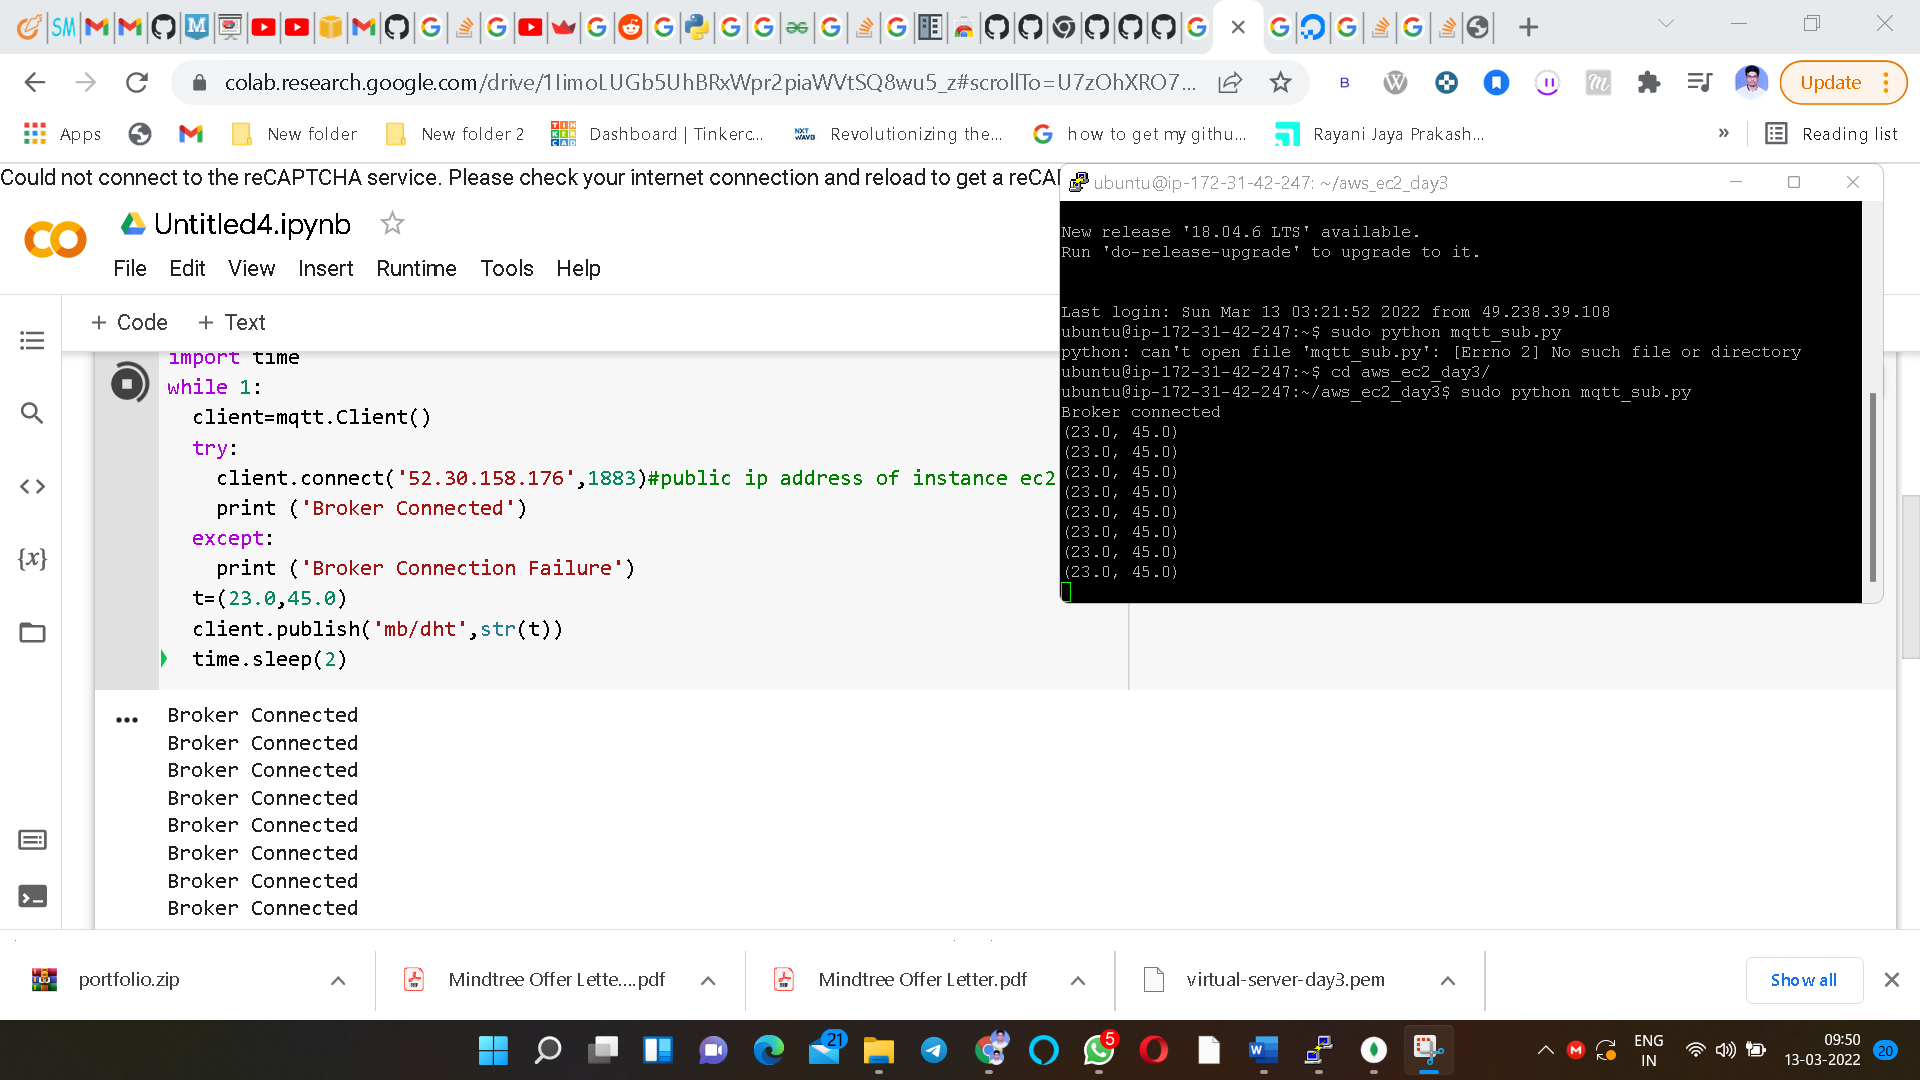 Update
colab.research.google.com/drive/1IimoLUGb5UhBRxWpr2piaWVtSQ8wu5_z#scrollTo=U7zOhXRO7...
Apps
New folder
New folder 2
Dashboard | Tinkerc...
Revolutionizing the...
how to get my githu...
Rayani Jaya Prakash...
»
Reading list
Could not connect to the reCAPTCHA service. Please check your internet connection and reload to get a reCAP
Untitled4.ipynb
File Edit View Insert Runtime Tools Help
+ Code + Text
import time
while 1:
client=mqtt.Client()
try:
client.connect('52.30.158.176',1883)#public ip address of instance ec2
print ('Broker Connected')
except:
print ('Broker Connection Failure')
t=(23.0,45.0)
client.publish('mb/dht',str(t))
time.sleep(2)
Broker Connected
Broker Connected
Broker Connected
Broker Connected
Broker Connected
Broker Connected
Broker Connected
Broker Connected
ubuntu@ip-172-31-42-247: ~/aws_ec2_day3
New release '18.04.6 LTS' available.
Run 'do-release-upgrade' to upgrade to it.
Last login: Sun Mar 13 03:21:52 2022 from 49.238.39.108
ubuntu@ip-172-31-42-247:~$ sudo python mqtt_sub.py
python: can't open file 'mqtt_sub.py': [Errno 2] No such file or directory
ubuntu@ip-172-31-42-247:~$ cd aws_ec2_day3/
ubuntu@ip-172-31-42-247:~/aws_ec2_day3$ sudo python mqtt_sub.py
Broker connected
(23.0, 45.0)
(23.0, 45.0)
(23.0, 45.0)
(23.0, 45.0)
(23.0, 45.0)
(23.0, 45.0)
(23.0, 45.0)
(23.0, 45.0)
portfolio.zip
Mindtree Offer Lette....pdf
Mindtree Offer Letter.pdf
virtual-server-day3.pem
Show all
21
5
ENG
IN
09:50
13-03-2022
20